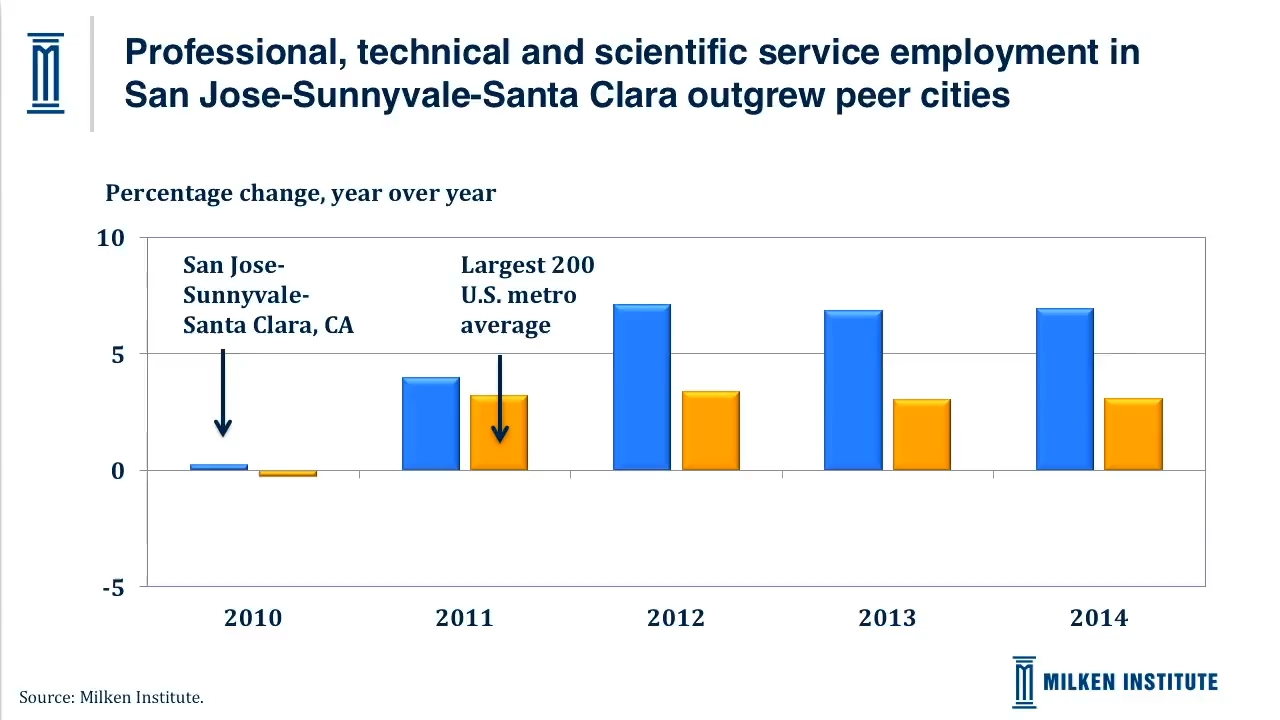 Professional, technical and scientific service employment in
San Jose-Sunnyvale-Santa Clara outgrew peer cities
Percentage change, year over year
10
5
0
-5
San Jose-
Sunnyvale-
Santa Clara, CA
Largest 200
U.S. metro
average
2010
2011
2012
2013
2014
Source: Milken Institute.
MILKEN INSTITUTE